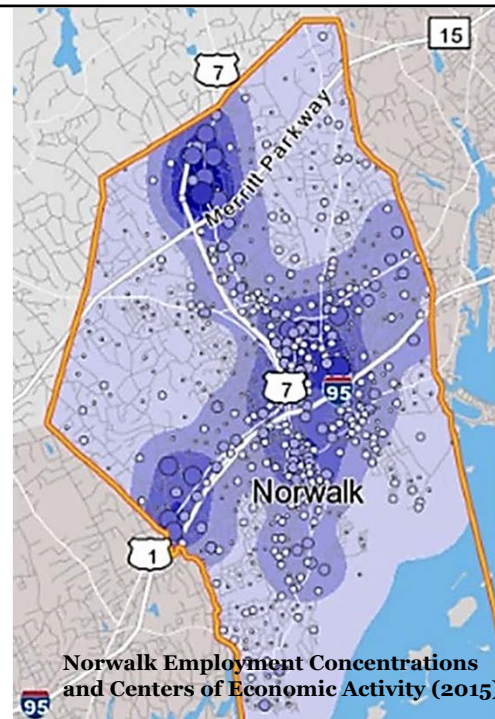 15
7
Merritt Parkway
7
95
Norwalk
1
Norwalk Employment Concentrations
and Centers of Economic Activity (2015)
95